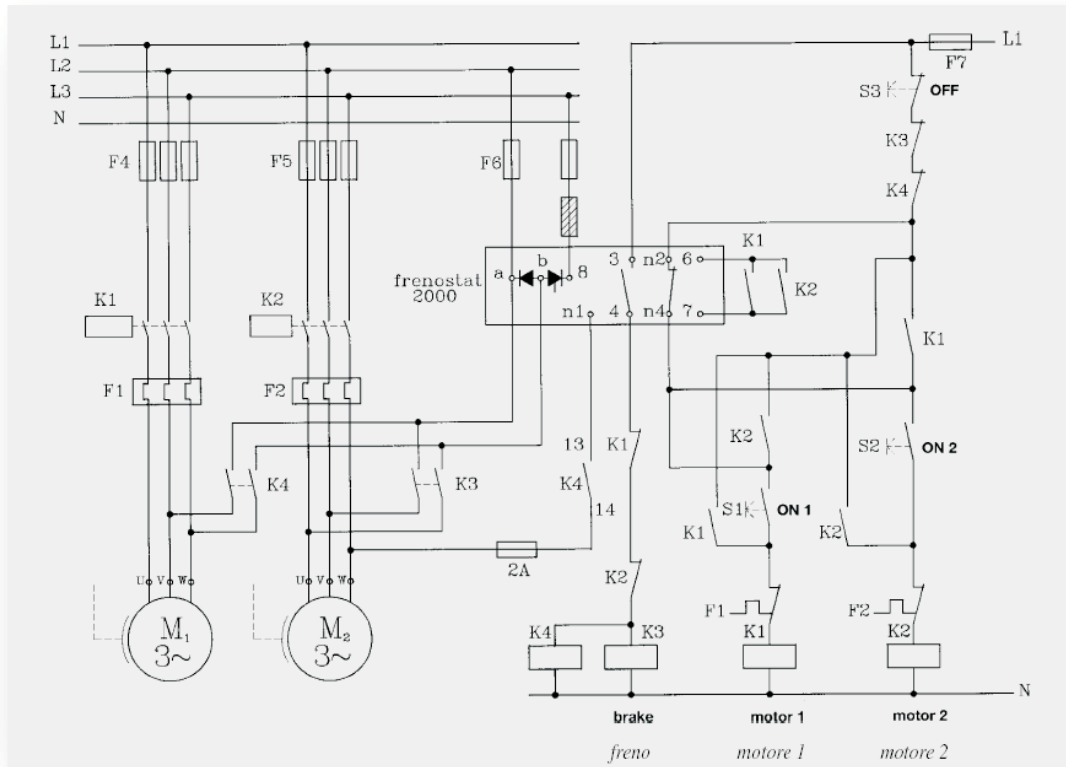 L1
L2
L3
N
F4
F5
F6
F7
Li
S3 OFF
K3
K4
frenostat
2000
a b 8 3 n2 6
n1 4 n4 7
K1
K2
K1
K2
K1
F1
F2
13
K4
14
K4
K3
K1
K2
S1 ON 1
S2 ON 2
K1
K2
2A
K2
U V W
U V W
M1
3~
M2
3~
F1
F2
K4
K3
K1
K2
N
brake motor 1 motor 2
freno motore 1 motore 2